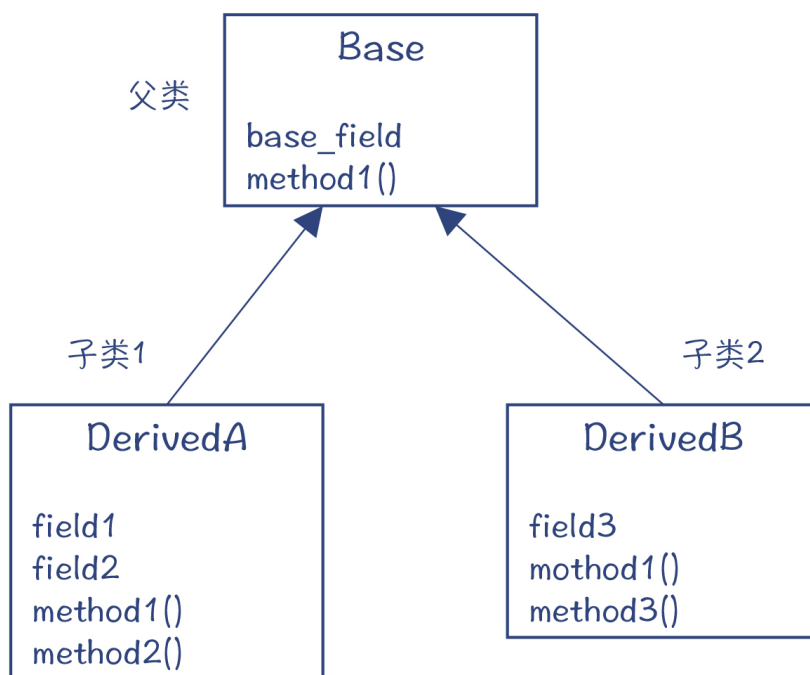 Base
父类
base_field
method1()
子类1
子类2
DerivedA
field1
field2
method1()
method2()
DerivedB
field3
mothod1()
method3()